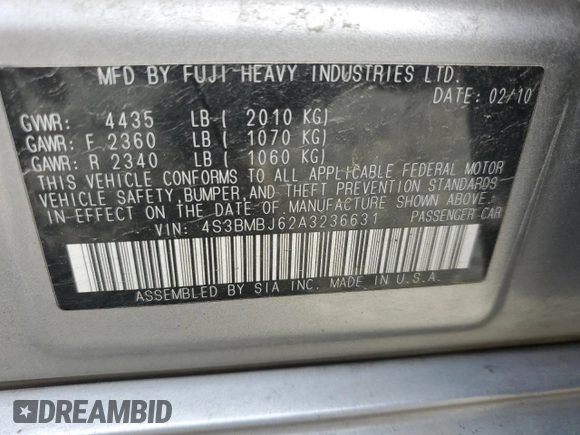 MFD BY FUJI HEAVY INDUSTRIES LTD.
DATE: 02/10
GVWR: 4435 LB ( 2010 KG)
GAWR: F 2360 LB ( 1070 KG)
GAWR: R 2340 LB ( 1060 KG)
THIS VEHICLE CONFORMS TO ALL APPLICABLE FEDERAL MOTOR
VEHICLE SAFETY, BUMPER, AND THEFT PREVENTION STANDARDS
IN EFFECT ON THE DATE OF MANUFACTURE SHOWN ABOVE.
VIN: 4S3BMBJ62A3236631 PASSENGER CAR
ASSEMBLED BY SIA INC. MADE IN U.S.A.
DREAMBID